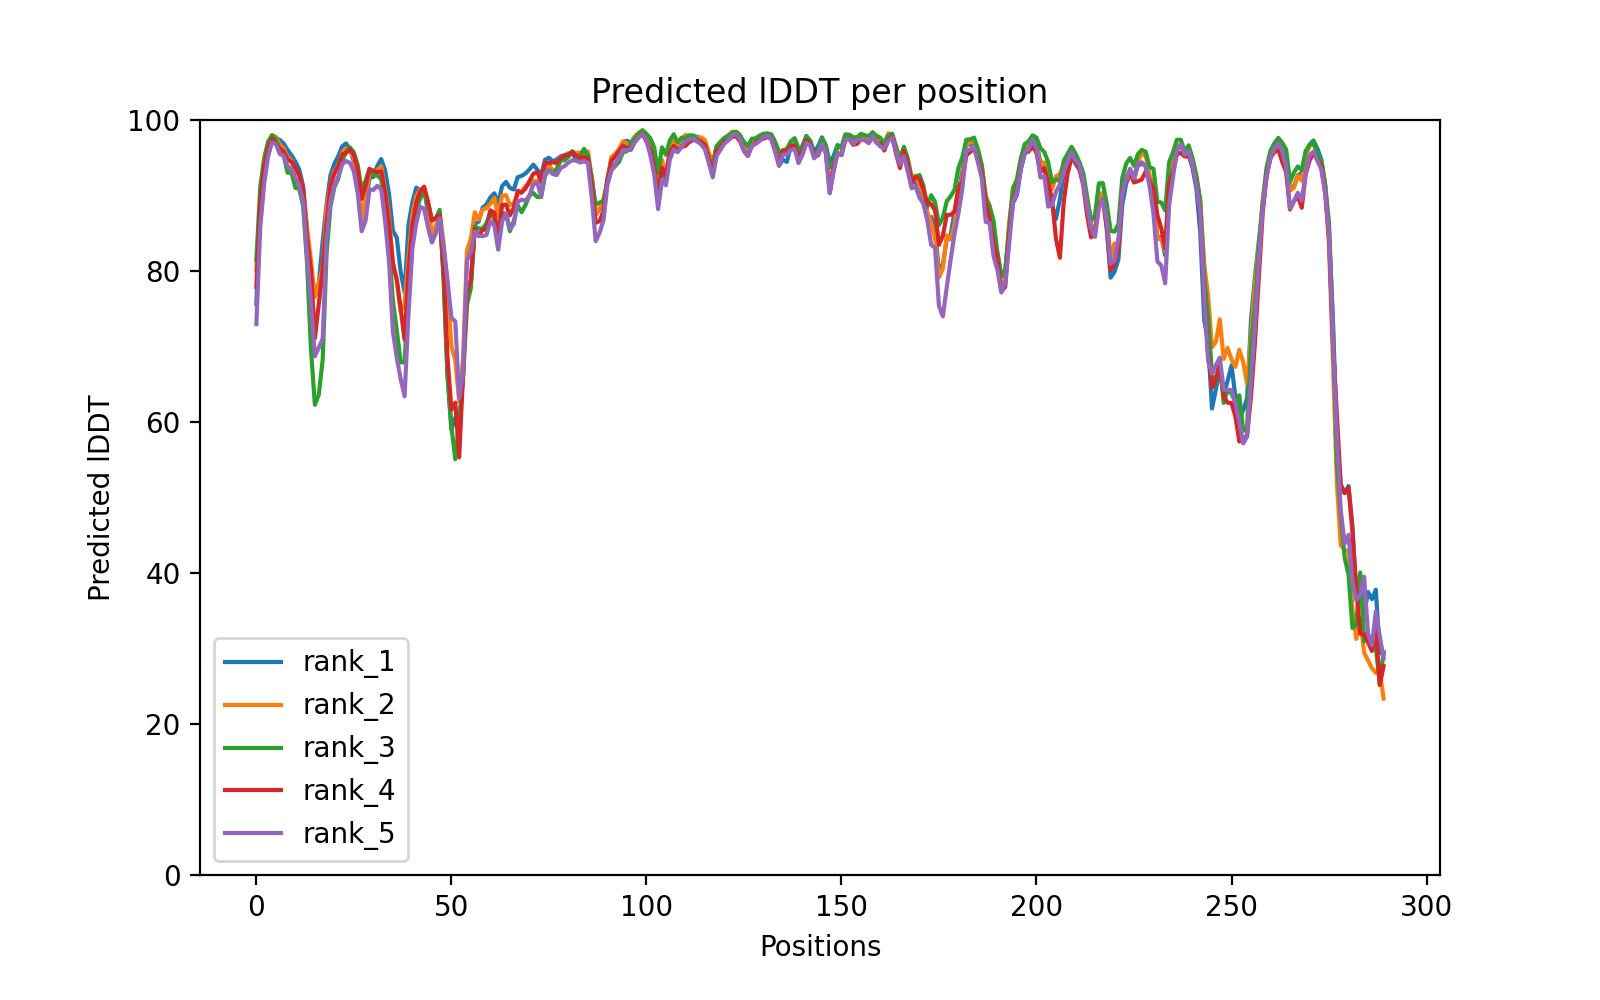 Predicted lDDT per position
100
80
60
40
20
0
Predicted lDDT
rank_1
rank_2
rank_3
rank_4
rank_5
0 50 100 150 200 250 300
Positions